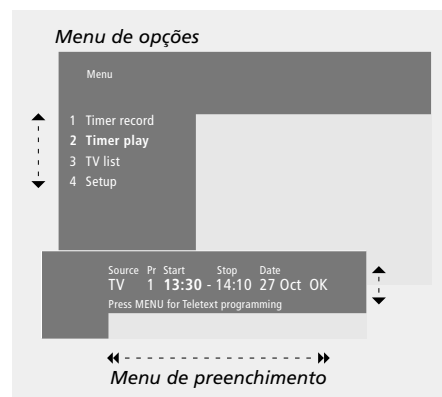 Menu de opções
Menu
1 Timer record
2 Timer play
3 TV list
4 Setup
Source Pr Start Stop Date
TV 1 13:30 - 14:10 27 Oct OK
Press MENU for Teletext programming
Menu de preenchimento